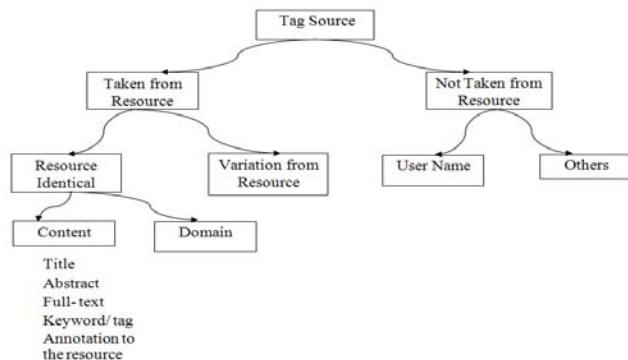 Tag Source
Taken from
Resource
Not Taken from
Resource
Resource
Identical
Variation from
Resource
User Name
Others
Content
Domain
Title
Abstract
Full- text
Keyword/ tag
Annotation to
the resource